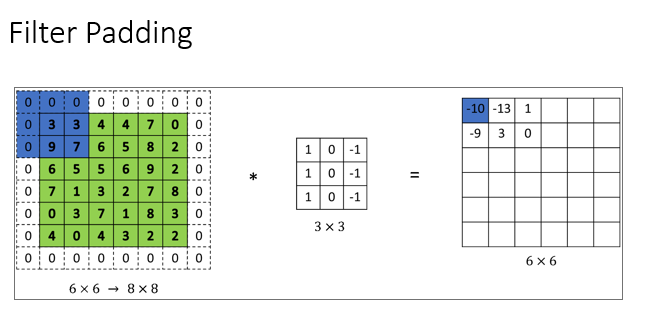 Filter Padding
0 0 0 0 0 0 0 0
0 3 3 4 4 7 0 0
0 9 7 6 5 8 2 0
0 6 5 5 6 9 2 0
0 7 1 3 2 7 8 0
0 0 3 7 1 8 3 0
0 4 0 4 3 2 2 0
0 0 0 0 0 0 0 0
6 × 6 → 8 × 8
*
1 0 -1
1 0 -1
1 0 -1
3 × 3
=
-10 -13 1
-9 3 0
6 × 6